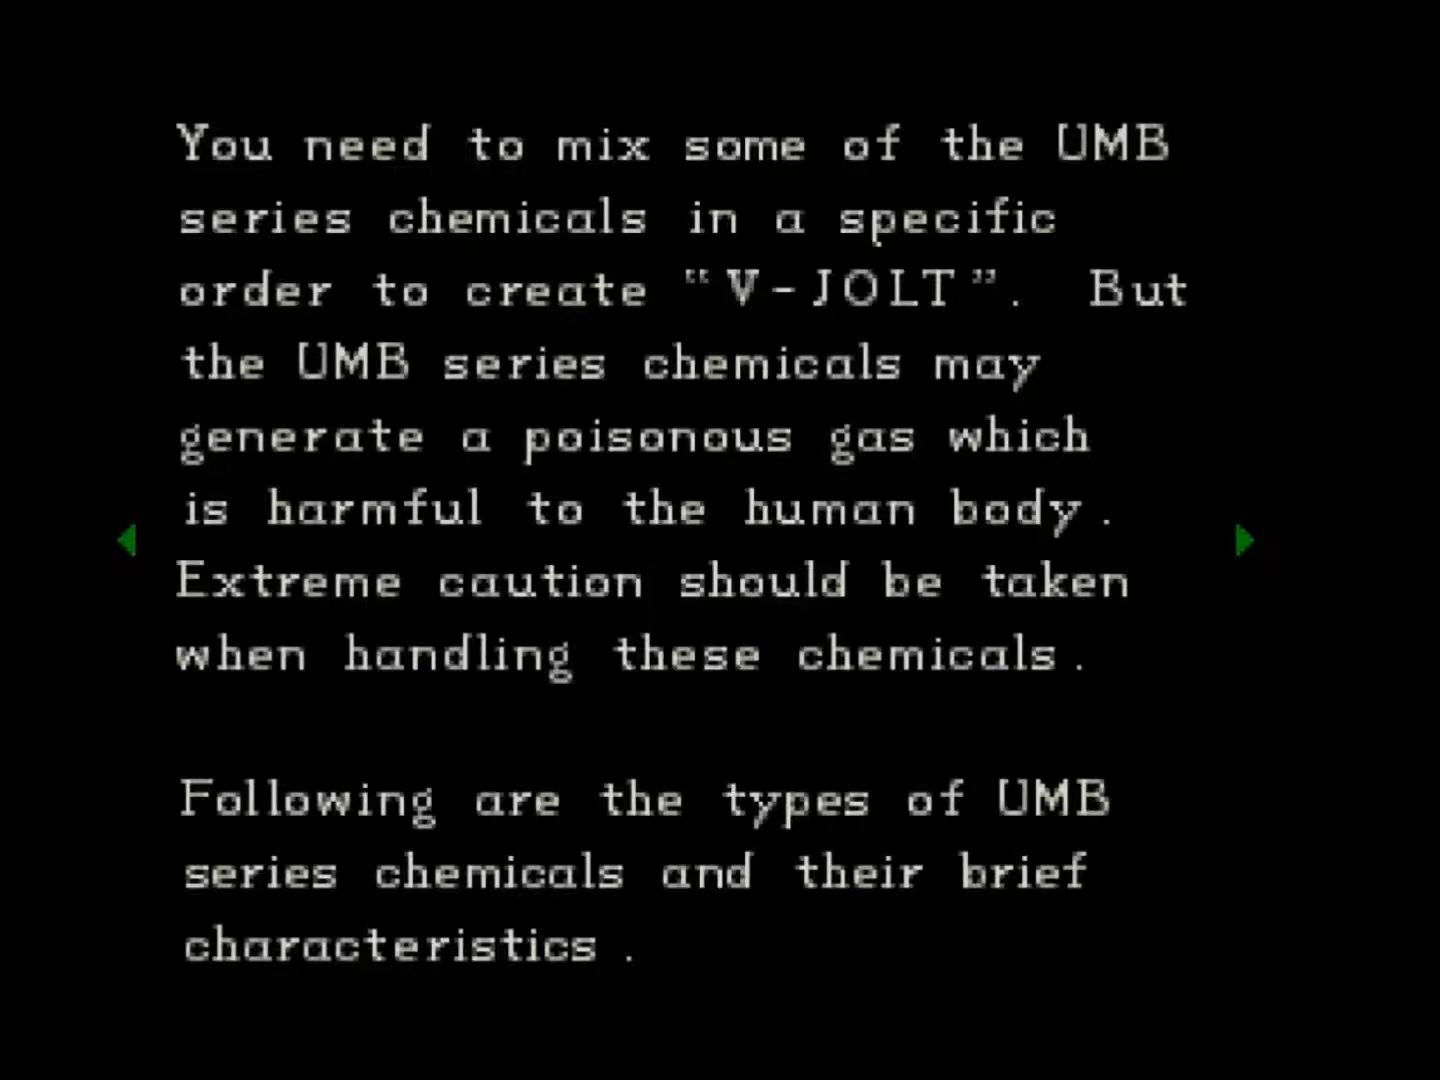 You need to mix some of the UMB
series chemicals in a specific
order to create “V-JOLT”. But
the UMB series chemicals may
generate a poisonous gas which
is harmful to the human body.
Extreme caution should be taken
when handling these chemicals.
Following are the types of UMB
series chemicals and their brief
characteristics.